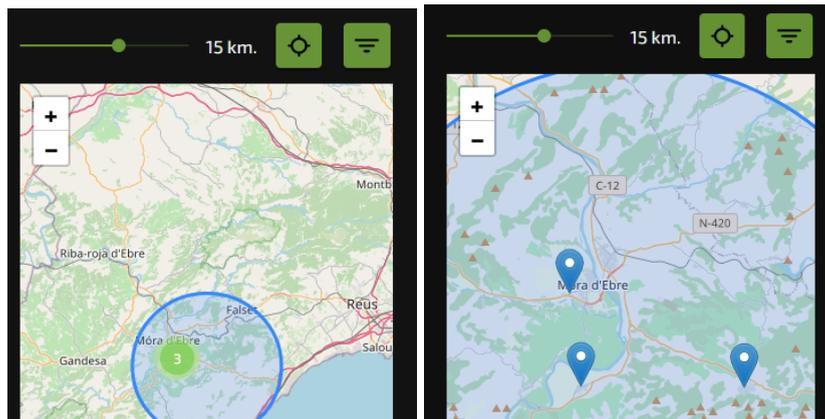 15 km.
+
−
Montb
Riba-roja d'Ebre
Falset
Reus
Móra d'Ebre
3
Gandesa
Salou
15 km.
+
−
C-12
N-420
Móra d'Ebre